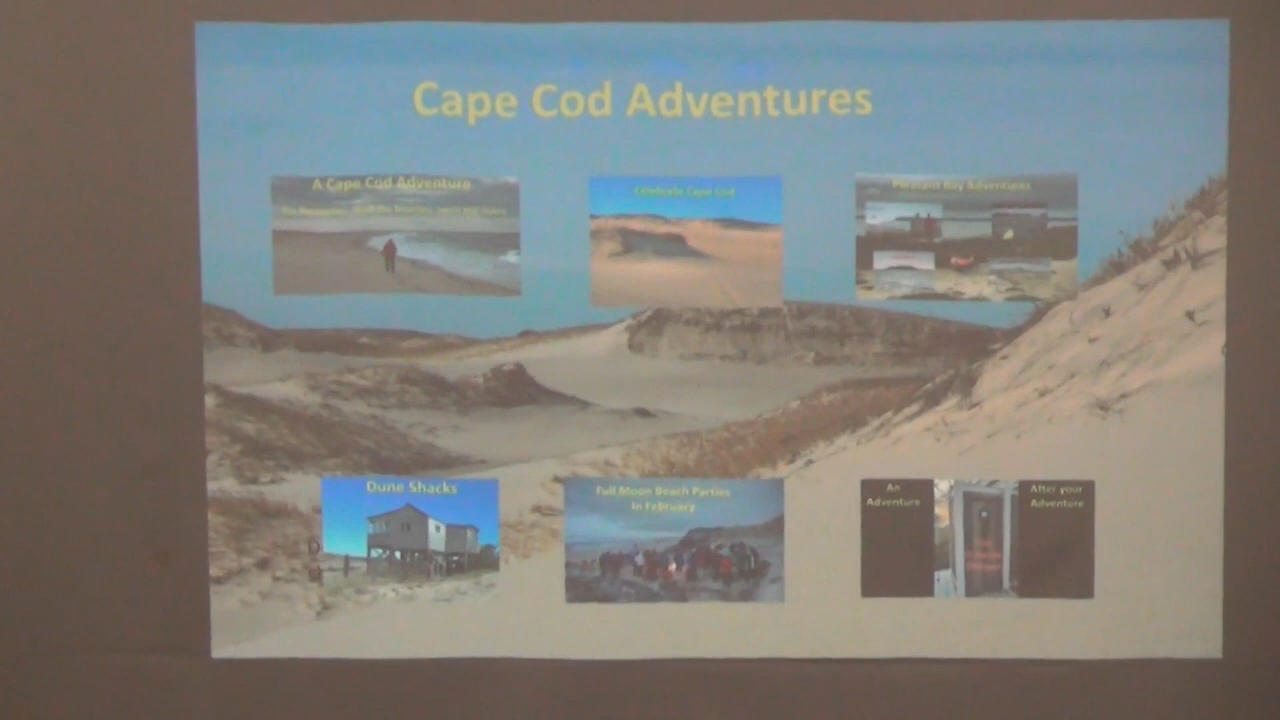 Cape Cod Adventures
A Cape Cod Adventure
Celebrate Cape Cod
Pleasant Bay Adventures
Dune Shacks
Full Moon Beach Parties
In February
An
Adventure
After your
Adventure